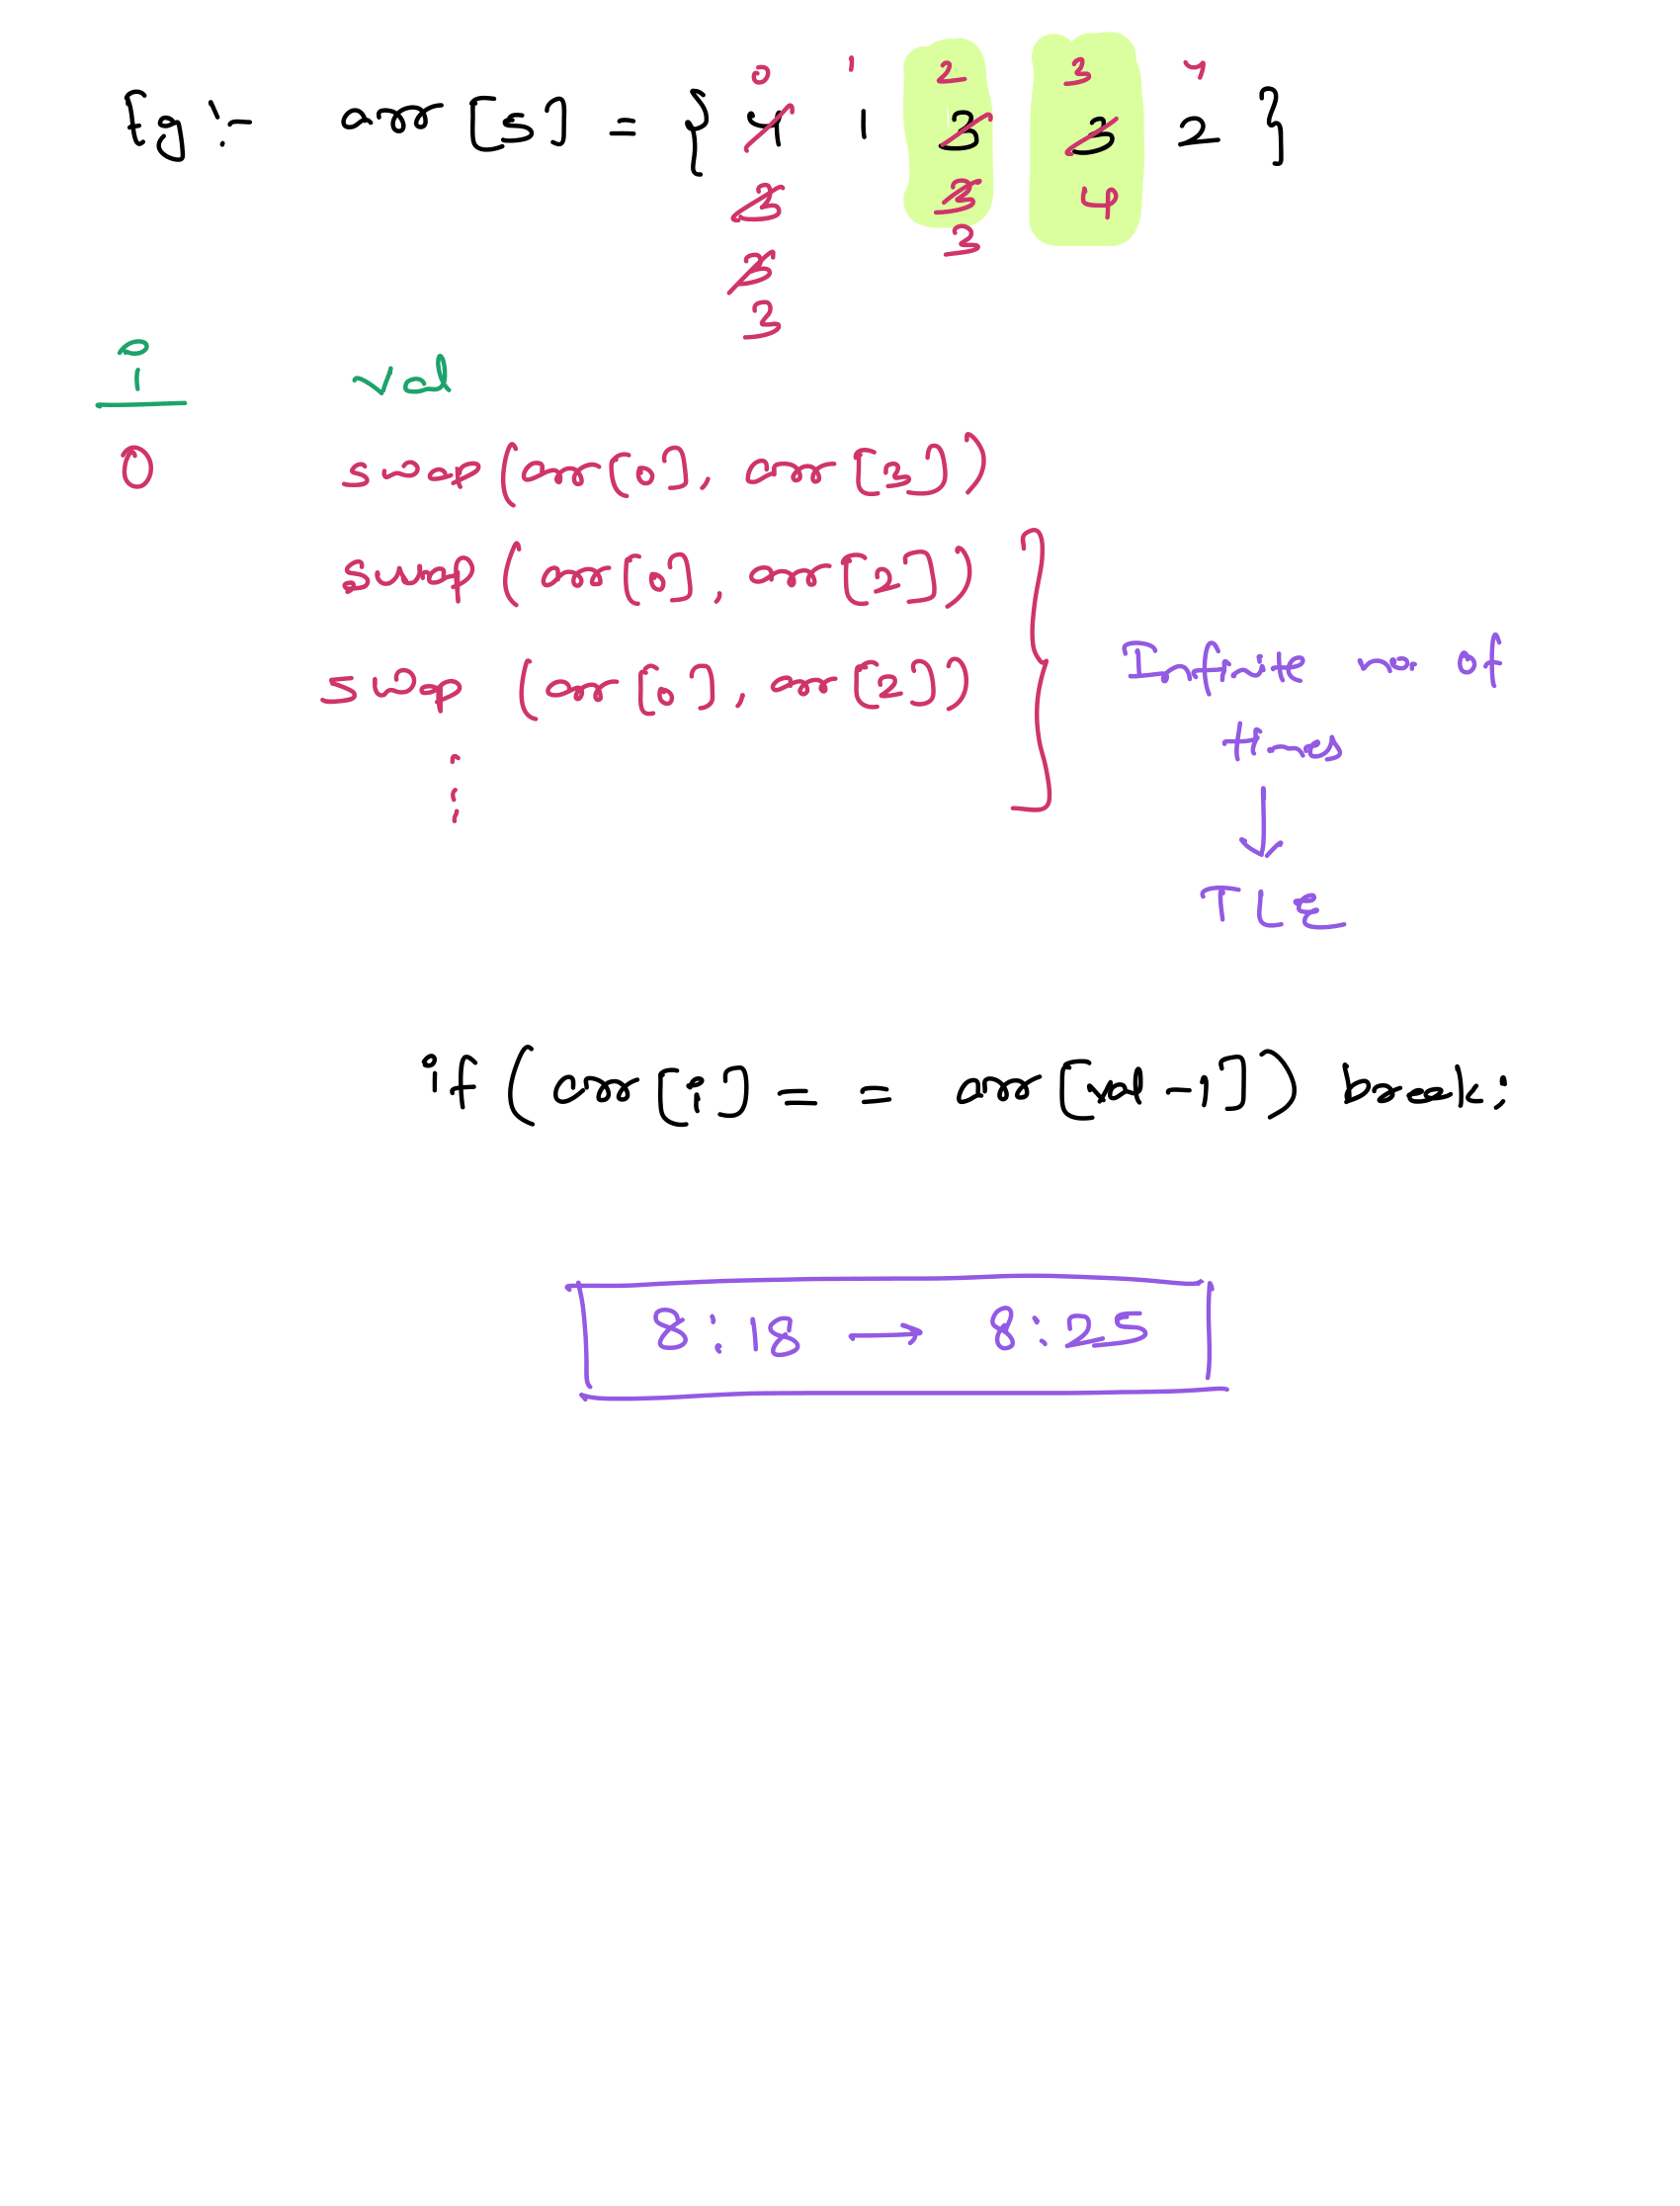 0 1 2 3 4
Eg :- arr [5] = { 4 1 3 3 2 }
3 3 4
3 3
3
i val
0 swap(arr[0], arr[3])
swap (arr[0], arr[2])
swap (arr[0], arr[2])
Infinite no. of
times
↓
TLE
if (arr[i] == arr[val-1]) break;
8:18 → 8:25